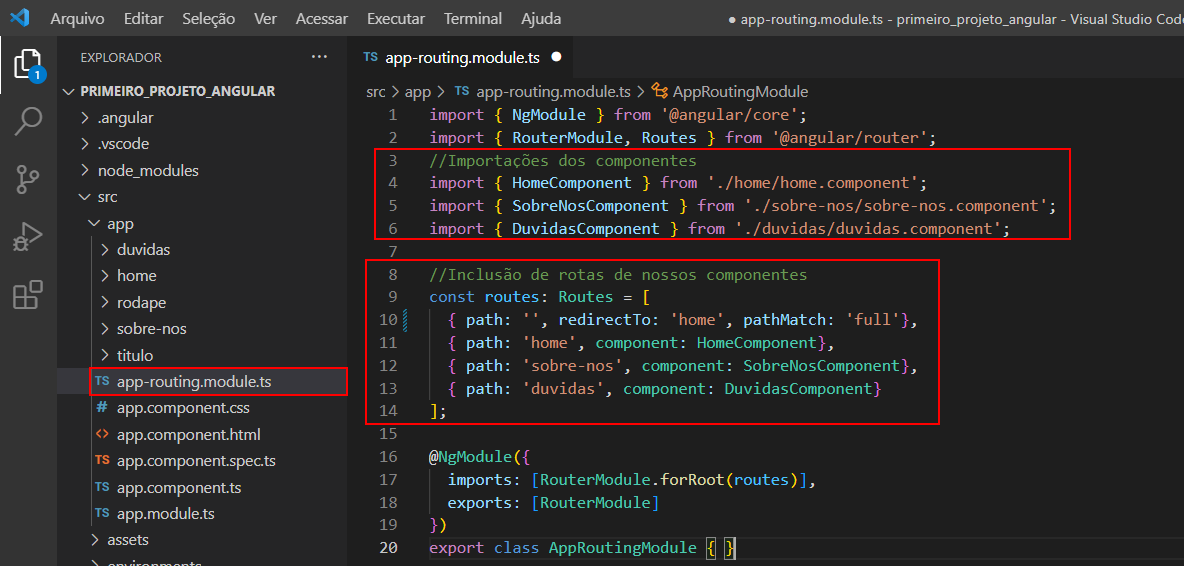 Arquivo Editar Seleção Ver Acessar Executar Terminal Ajuda ● app-routing.module.ts - primeiro_projeto_angular - Visual Studio Code
EXPLORADOR ...
1
PRIMEIRO_PROJETO_ANGULAR
.angular
.vscode
node_modules
src
app
duvidas
home
rodape
sobre-nos
titulo
TS app-routing.module.ts
# app.component.css
<> app.component.html
TS app.component.spec.ts
TS app.component.ts
TS app.module.ts
assets
environments
TS app-routing.module.ts ●
src > app > TS app-routing.module.ts > AppRoutingModule
1 import { NgModule } from '@angular/core';
2 import { RouterModule, Routes } from '@angular/router';
3 //Importações dos componentes
4 import { HomeComponent } from './home/home.component';
5 import { SobreNosComponent } from './sobre-nos/sobre-nos.component';
6 import { DuvidasComponent } from './duvidas/duvidas.component';
7
8 //Inclusão de rotas de nossos componentes
9 const routes: Routes = [
10 { path: '', redirectTo: 'home', pathMatch: 'full'},
11 { path: 'home', component: HomeComponent},
12 { path: 'sobre-nos', component: SobreNosComponent},
13 { path: 'duvidas', component: DuvidasComponent}
14 ];
15
16 @NgModule({
17 imports: [RouterModule.forRoot(routes)],
18 exports: [RouterModule]
19 })
20 export class AppRoutingModule { }